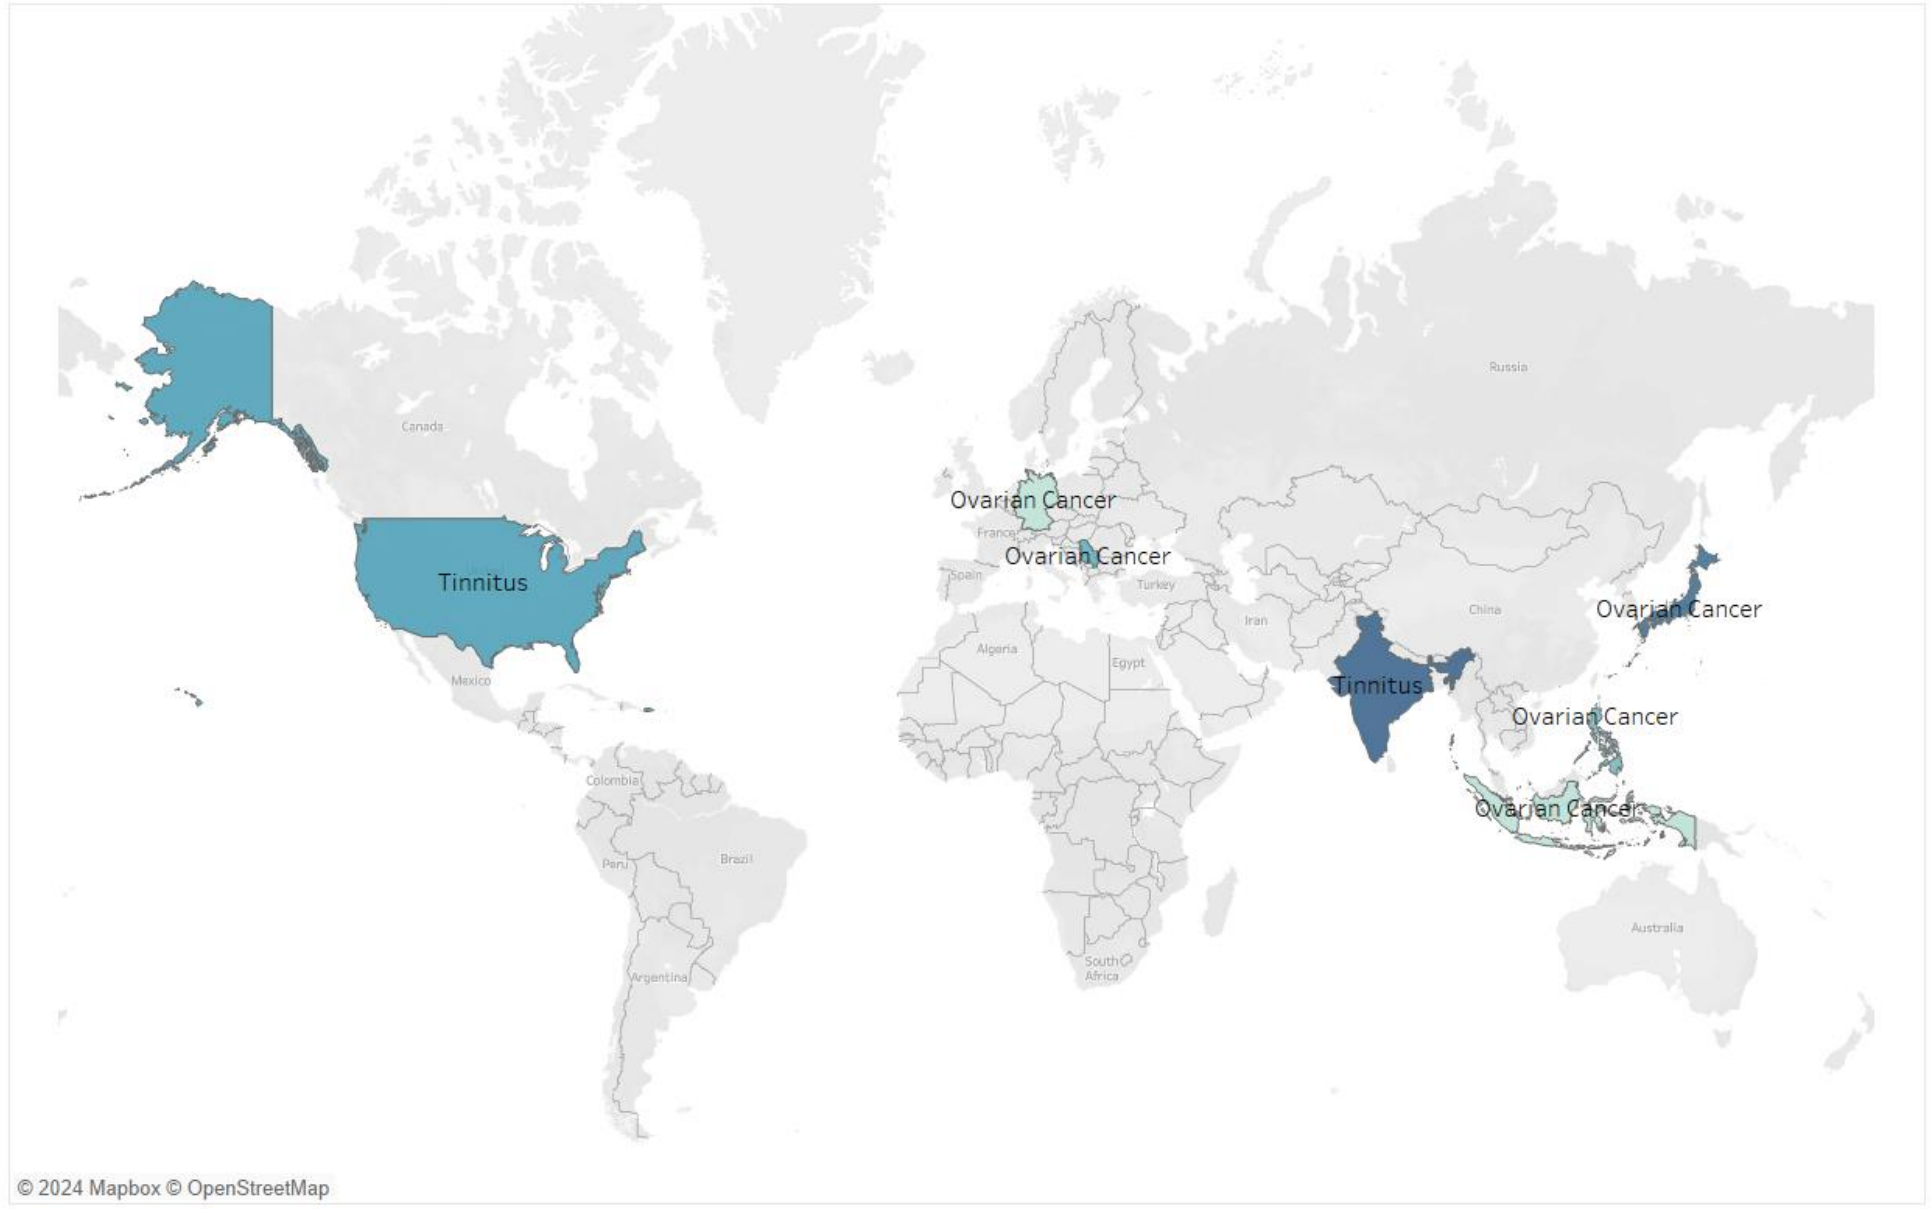 Russia
Canada
Ovarian Cancer
France
Ovarian Cancer
Spain
Turkey
Tinnitus
China
Ovarian Cancer
Iran
Algeria
Egypt
Mexico
Tinnitus
Ovarian Cancer
Colombia
Ovarian Cancer
Peru
Brazil
Australia
South
Africa
Argentina
© 2024 Mapbox © OpenStreetMap